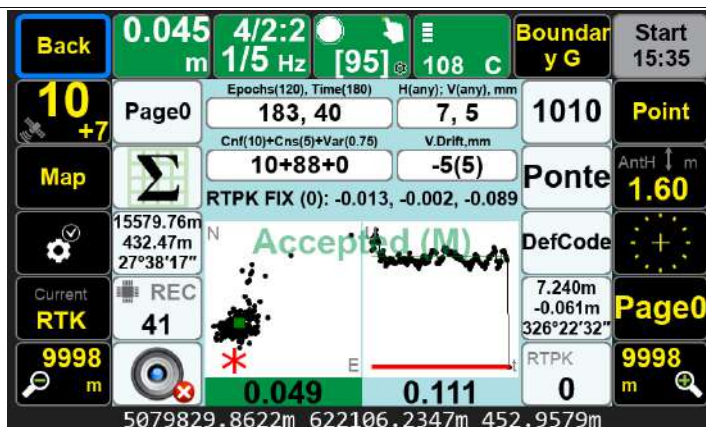 Back
0.045 m
4/2:2
1/5 Hz
[95]
108 C
Boundar
y G
Start
15:35
10
+7
Page0
Epochs(120), Time(180)
183, 40
H(any); V(any), mm
7, 5
1010
Point
Map
Σ
Cnf(10)+Cns(5)+Var(0.75)
10+88+0
V.Drift,mm
-5(5)
Ponte
AntH m
1.60
RTPK FIX (0): -0.013, -0.002, -0.089
15579.76m
432.47m
27°38'17"
N
U
Accepted (M)
DefCode
Current
RTK
REC
41
7.240m
-0.061m
326°22'32"
Page0
9998
m
E
t
0.049
0.111
RTPK
0
9998
m
5079829.8622m 622106.2347m 452.9579m